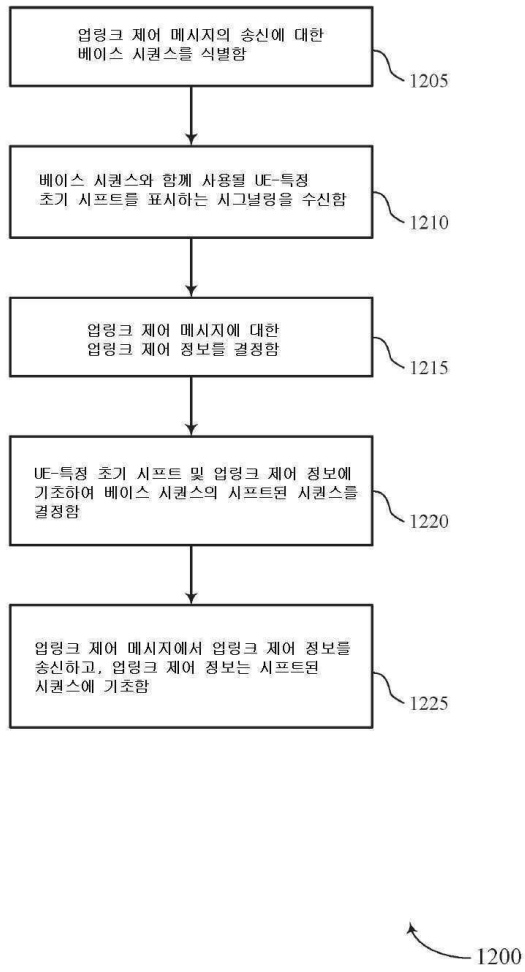 업링크 제어 메시지의 송신에 대한
베이스 시퀀스를 식별함
1205
베이스 시퀀스와 함께 사용될 UE-특정
초기 시프트를 표시하는 시그널링을 수신함
1210
업링크 제어 메시지에 대한
업링크 제어 정보를 결정함
1215
UE-특정 초기 시프트 및 업링크 제어 정보에
기초하여 베이스 시퀀스의 시프트된 시퀀스를
결정함
1220
업링크 제어 메시지에서 업링크 제어 정보를
송신하고, 업링크 제어 정보는 시프트된
시퀀스에 기초함
1225
1200